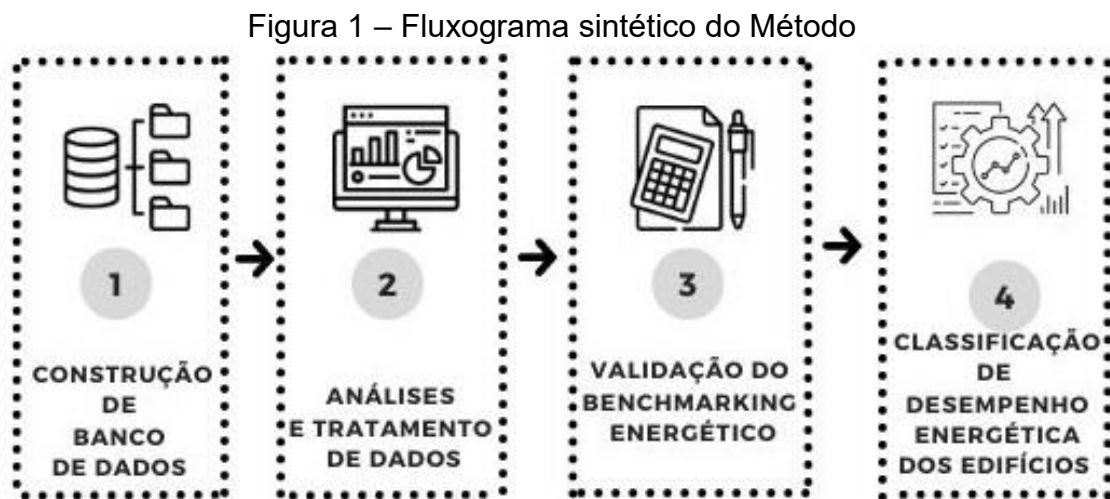 Figura 1 – Fluxograma sintético do Método
1
CONSTRUÇÃO
DE
BANCO
DE DADOS
2
ANÁLISES
E TRATAMENTO
DE DADOS
3
VALIDAÇÃO DO
BENCHMARKING
ENERGÉTICO
4
CLASSIFICAÇÃO
DE
DESEMPENHO
ENERGÉTICA
DOS EDIFÍCIOS